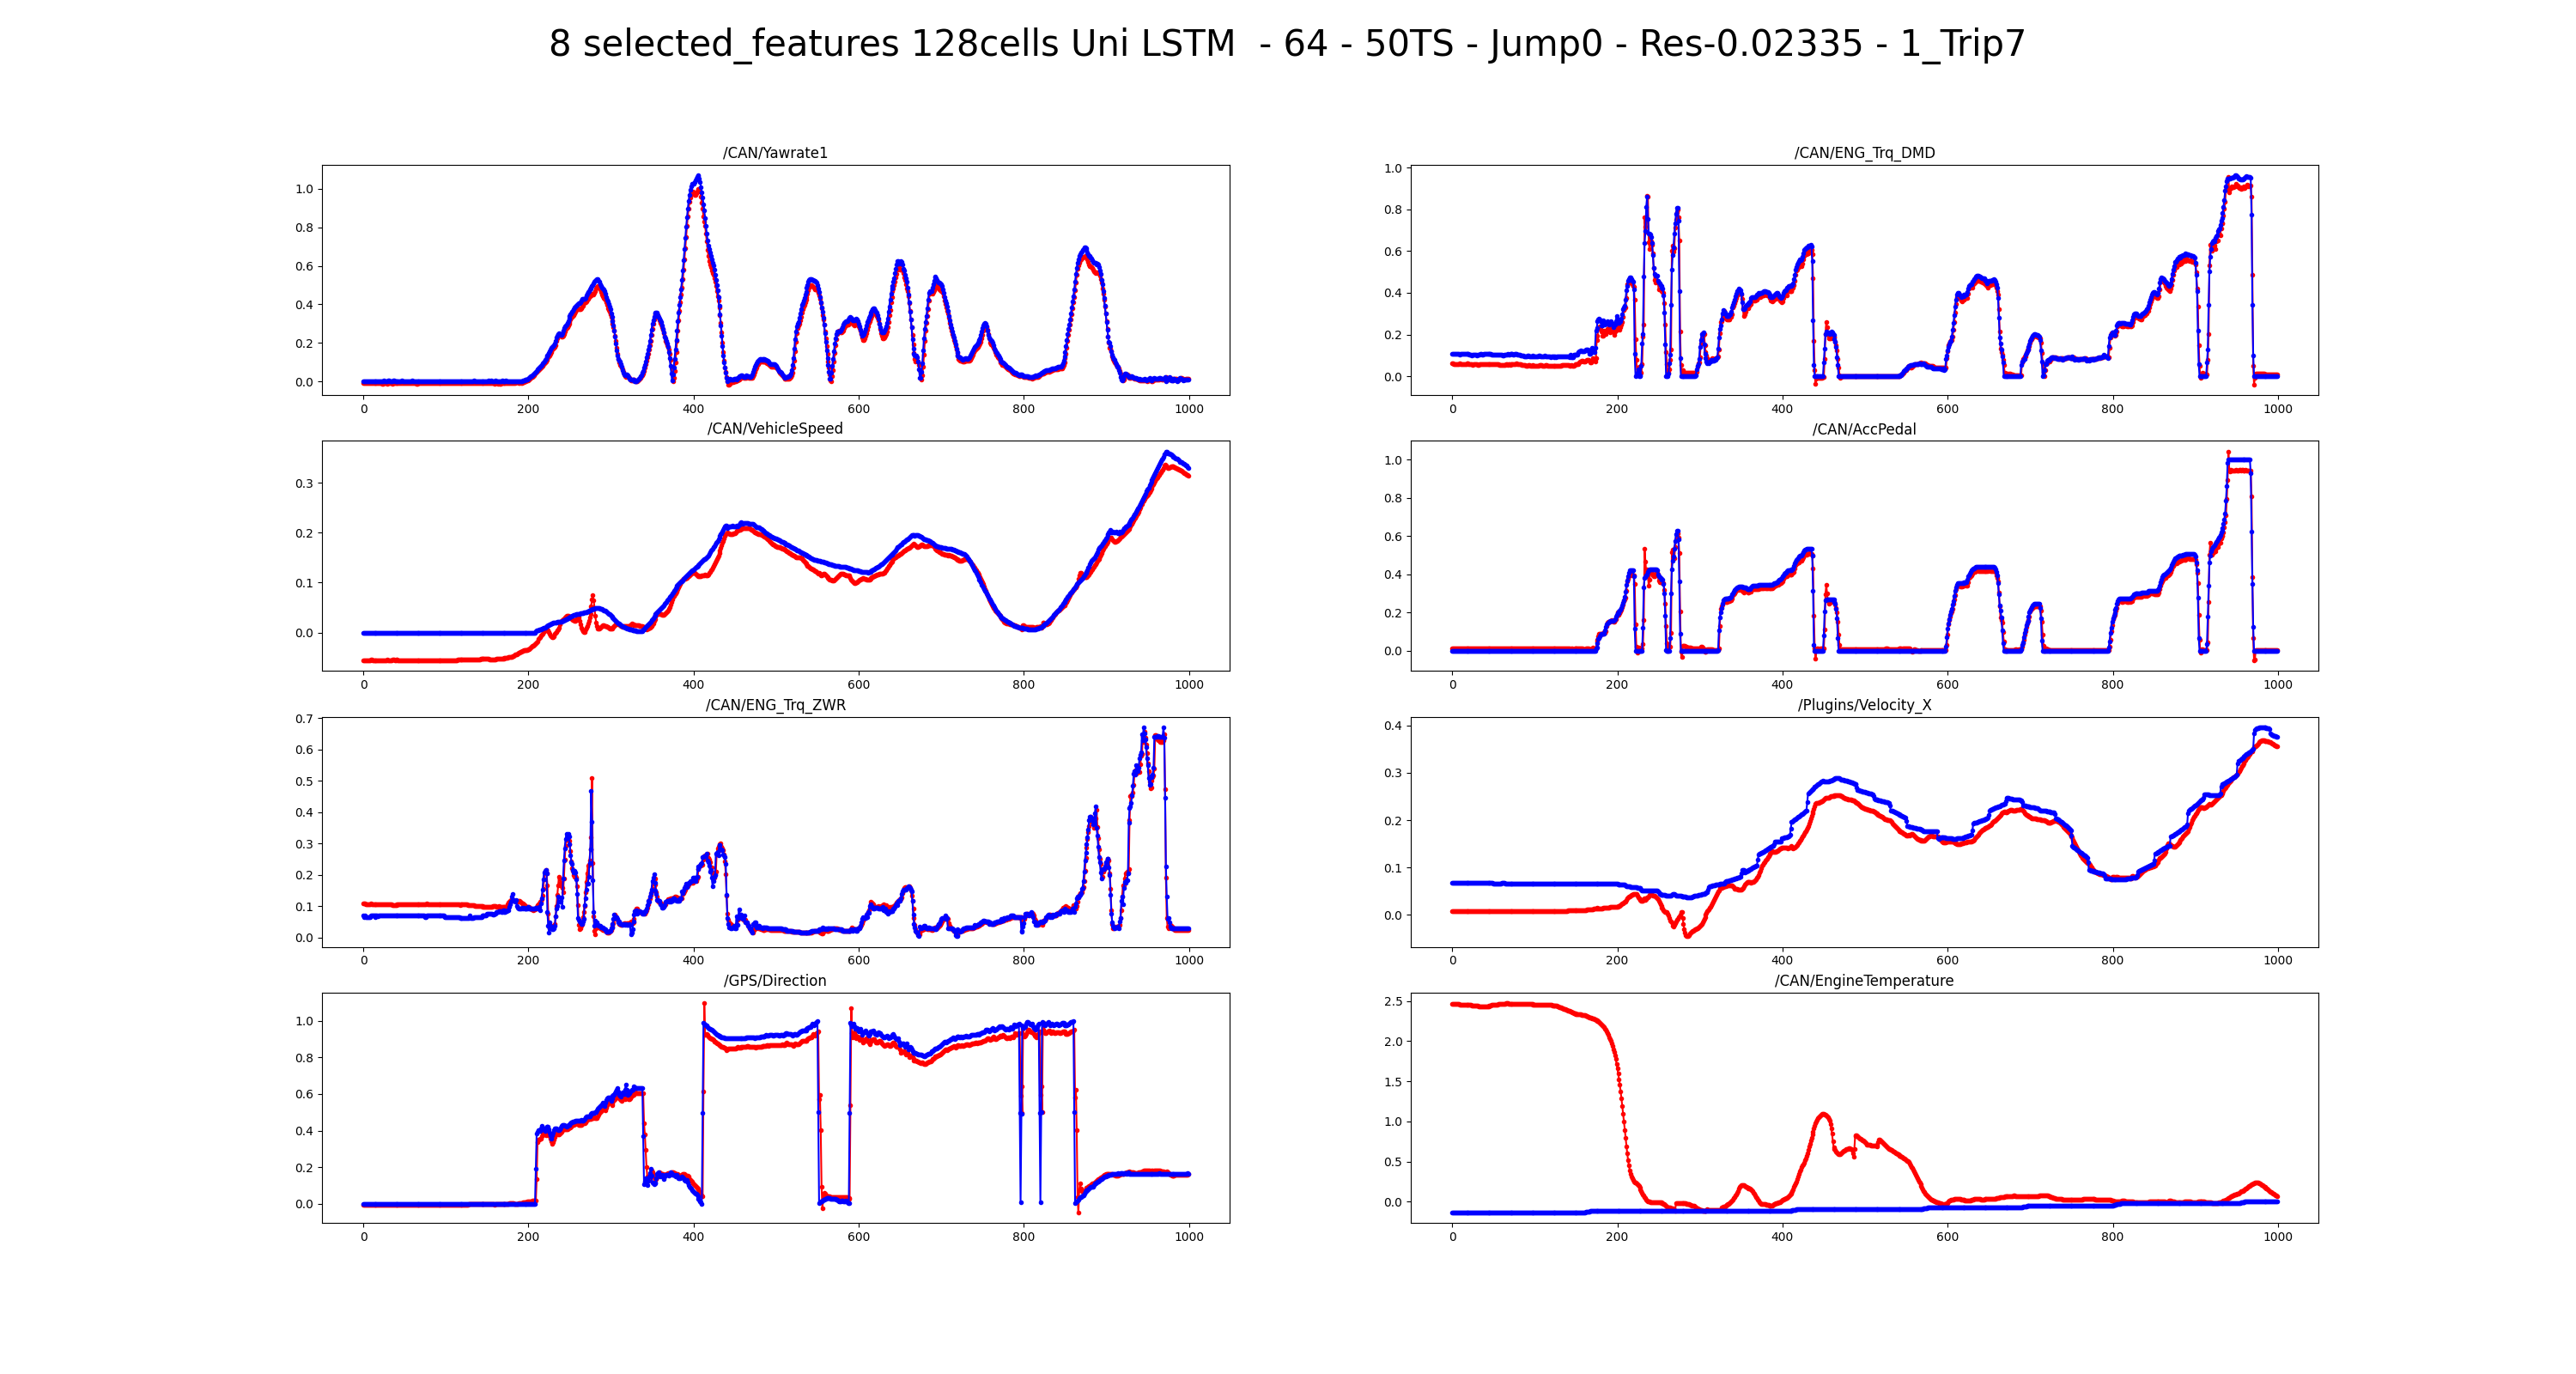 8 selected_features 128cells Uni LSTM  - 64 - 50TS - Jump0 - Res-0.02335 - 1_Trip7
/CAN/Yawrate1
1.0
0.8
0.6
0.4
0.2
0.0
0 200 400 600 800 1000
/CAN/ENG_Trq_DMD
1.0
0.8
0.6
0.4
0.2
0.0
0 200 400 600 800 1000
/CAN/VehicleSpeed
0.3
0.2
0.1
0.0
0 200 400 600 800 1000
/CAN/AccPedal
1.0
0.8
0.6
0.4
0.2
0.0
0 200 400 600 800 1000
/CAN/ENG_Trq_ZWR
0.7
0.6
0.5
0.4
0.3
0.2
0.1
0.0
0 200 400 600 800 1000
/Plugins/Velocity_X
0.4
0.3
0.2
0.1
0.0
0 200 400 600 800 1000
/GPS/Direction
1.0
0.8
0.6
0.4
0.2
0.0
0 200 400 600 800 1000
/CAN/EngineTemperature
2.5
2.0
1.5
1.0
0.5
0.0
0 200 400 600 800 1000